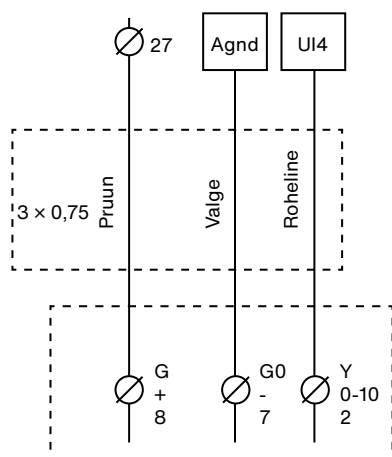 27
Agnd
UI4
3 × 0,75
Pruun
Valge
Roheline
G
+
8
G0
-
7
Y
0-10
2